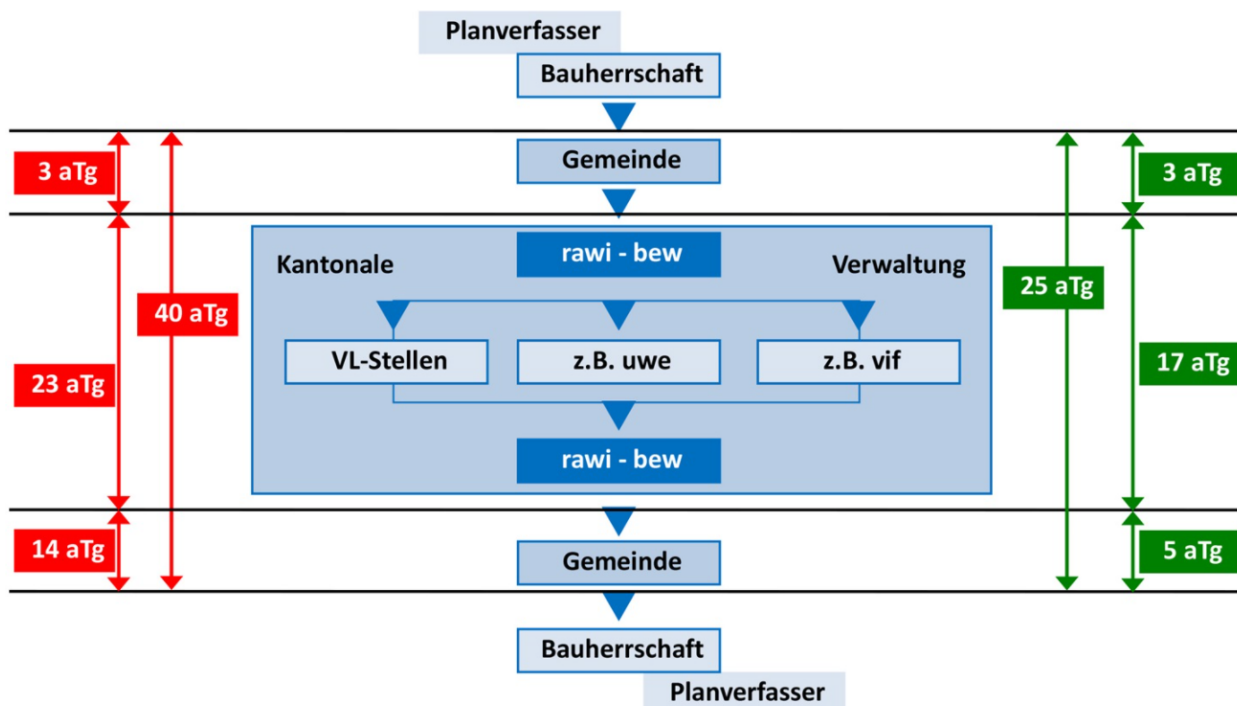 Planverfasser
Bauherrschaft
Gemeinde
3 aTg
3 aTg
rawi - bew
Kantonale
Verwaltung
40 aTg
25 aTg
VL-Stellen
z.B. uwe
z.B. vif
23 aTg
17 aTg
rawi - bew
14 aTg
Gemeinde
5 aTg
Bauherrschaft
Planverfasser